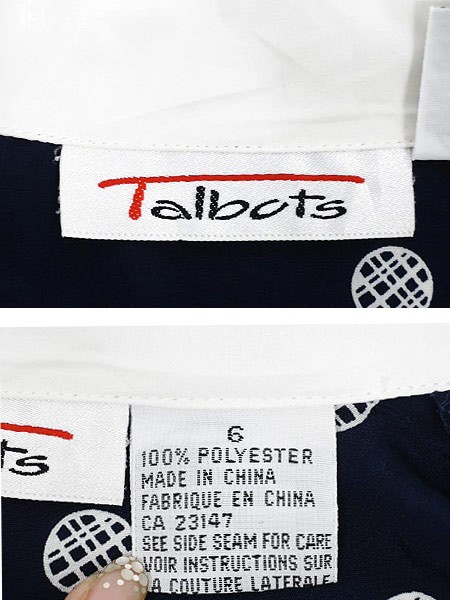 Talbots
ts
6
100% POLYESTER
MADE IN CHINA
FABRIQUE EN CHINA
CA 23147
SEE SIDE SEAM FOR CARE
VOIR INSTRUCTIONS SUR
LA COUTURE LATERALE